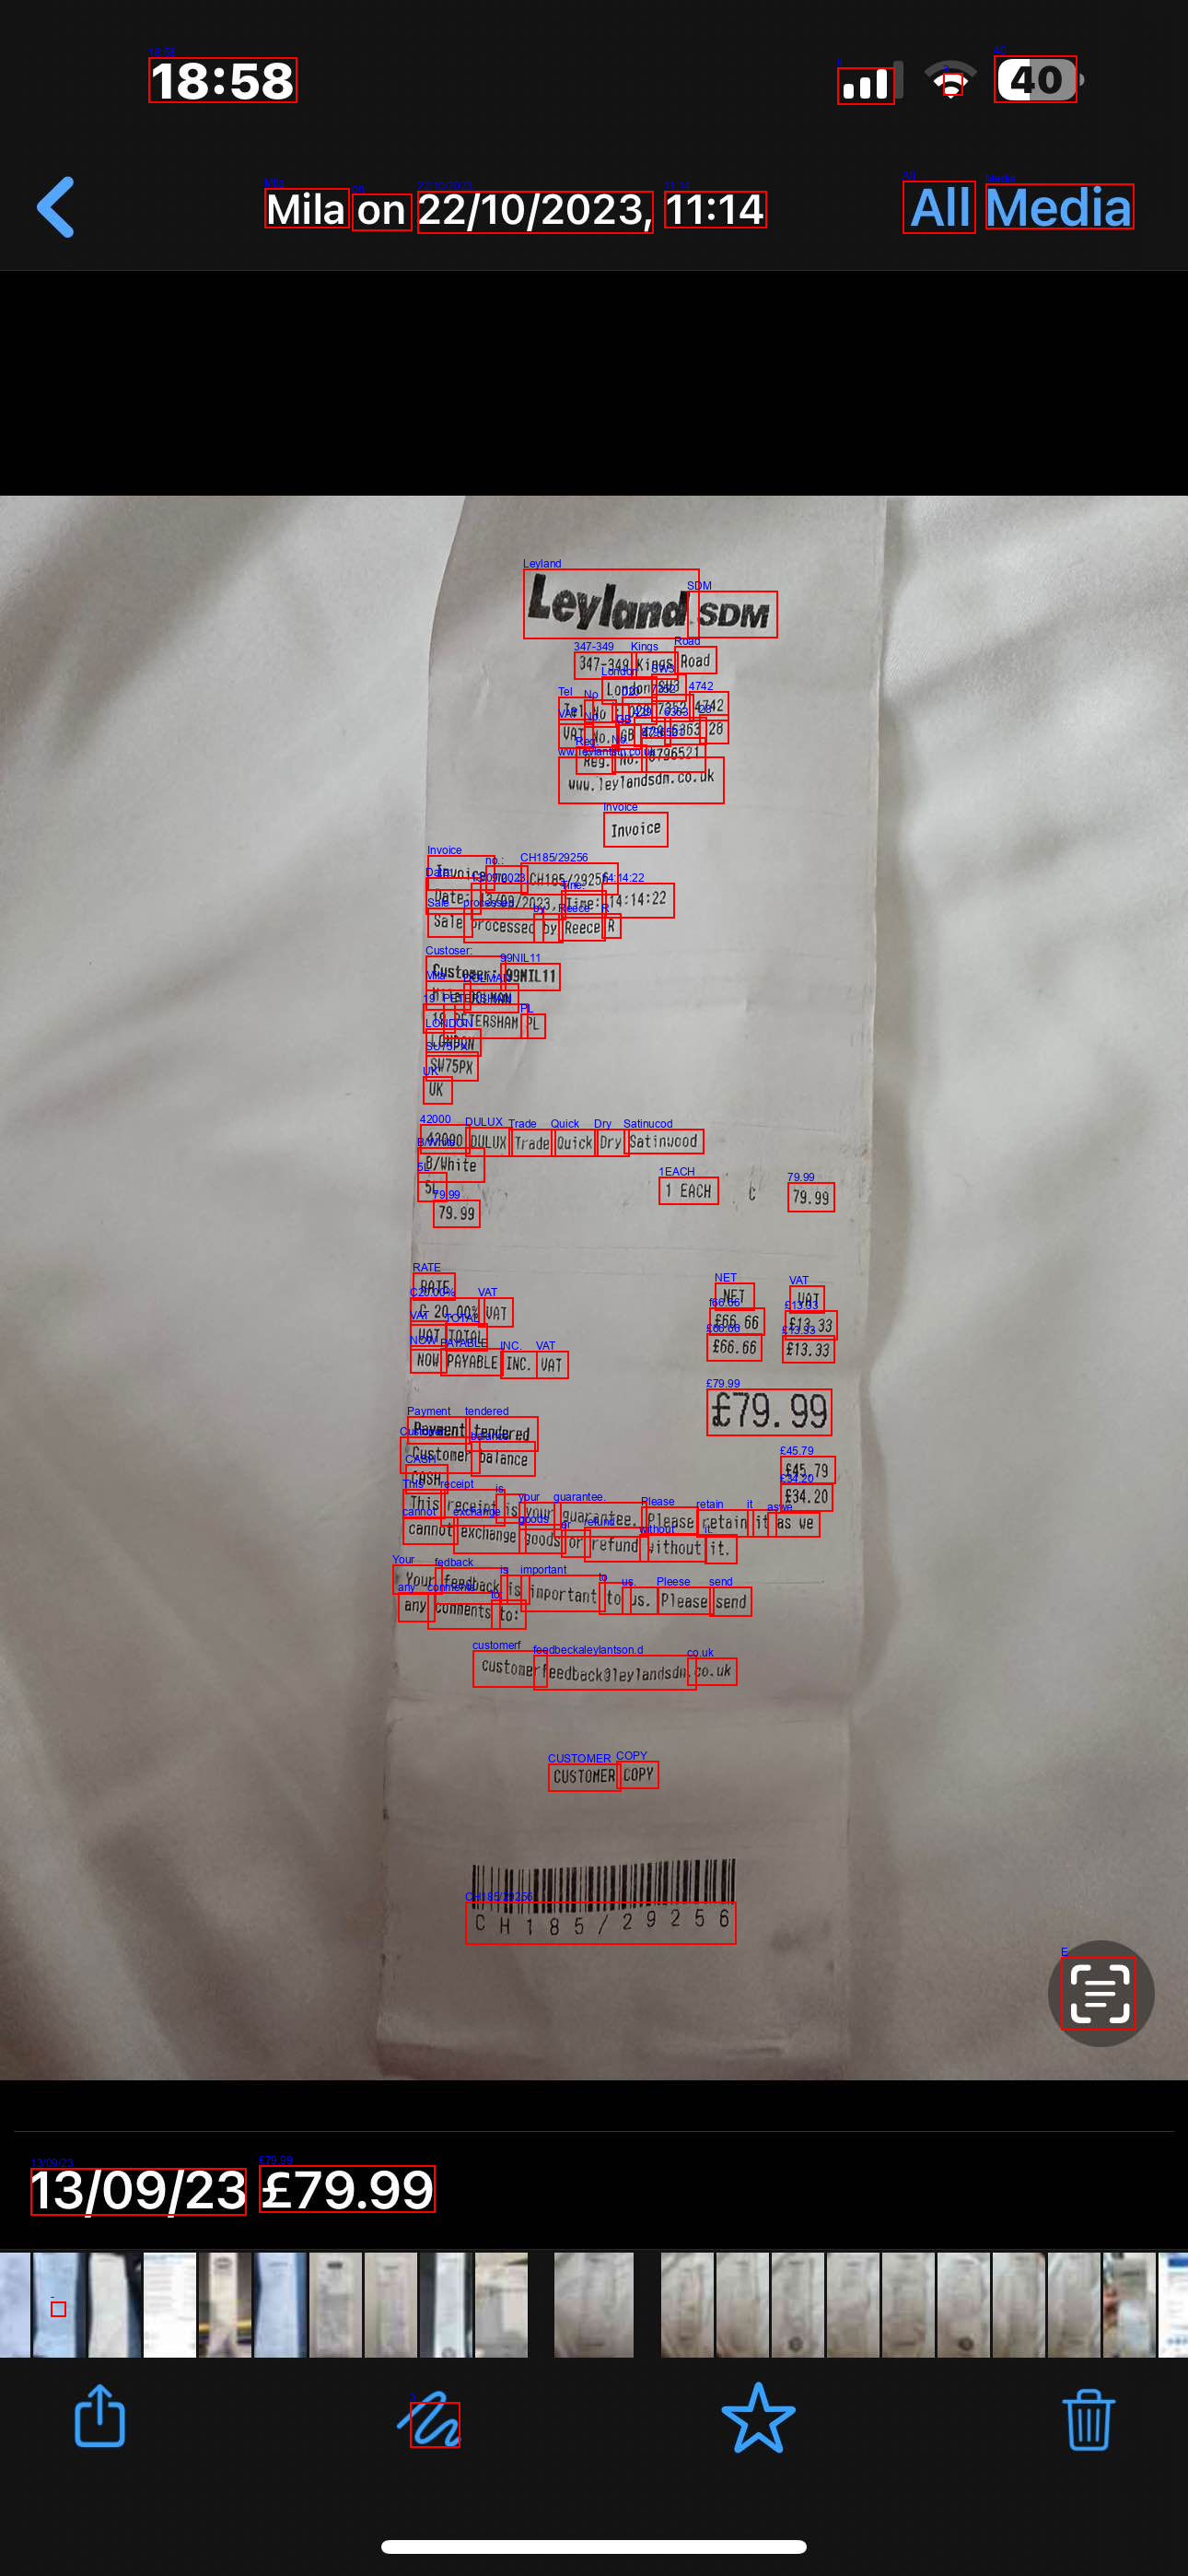 18:58
40
Mila on 22/10/2023, 11:14
All Media
Leyland SDM
347-349 Kings Road
London SW3
Tel No : 020 7352 4742
VAT No. GB 429 6363 28
Reg. No. 6796521
www.leylandsdm.co.uk
Invoice
Invoice no.: CH185/29256
Date: 13/09/2023, Time: 14:14:22
Sale processed by Reece R
Customer: 99NIL11
Mila DOLMAN
19 PETERSHAM PL
LONDON
SW75PX
UK
42000 DULUX Trade Quick Dry Satinwood
B/White
5L 1 EACH C 79.99
79.99
RATE NET VAT
C 20.00% VAT £66.66 £13.33
VAT TOTAL £66.66 £13.33
NOW PAYABLE INC. VAT
£79.99
Payment tendered
Customer balance £45.79
CASH £34.20
This receipt is your guarantee. Please retain it as we
cannot exchange goods or refund without it.
Your feedback is important to us. Please send
any comments to:
customerfeedback@leylandsdm.co.uk
CUSTOMER COPY
CH185/29256
13/09/23 £79.99